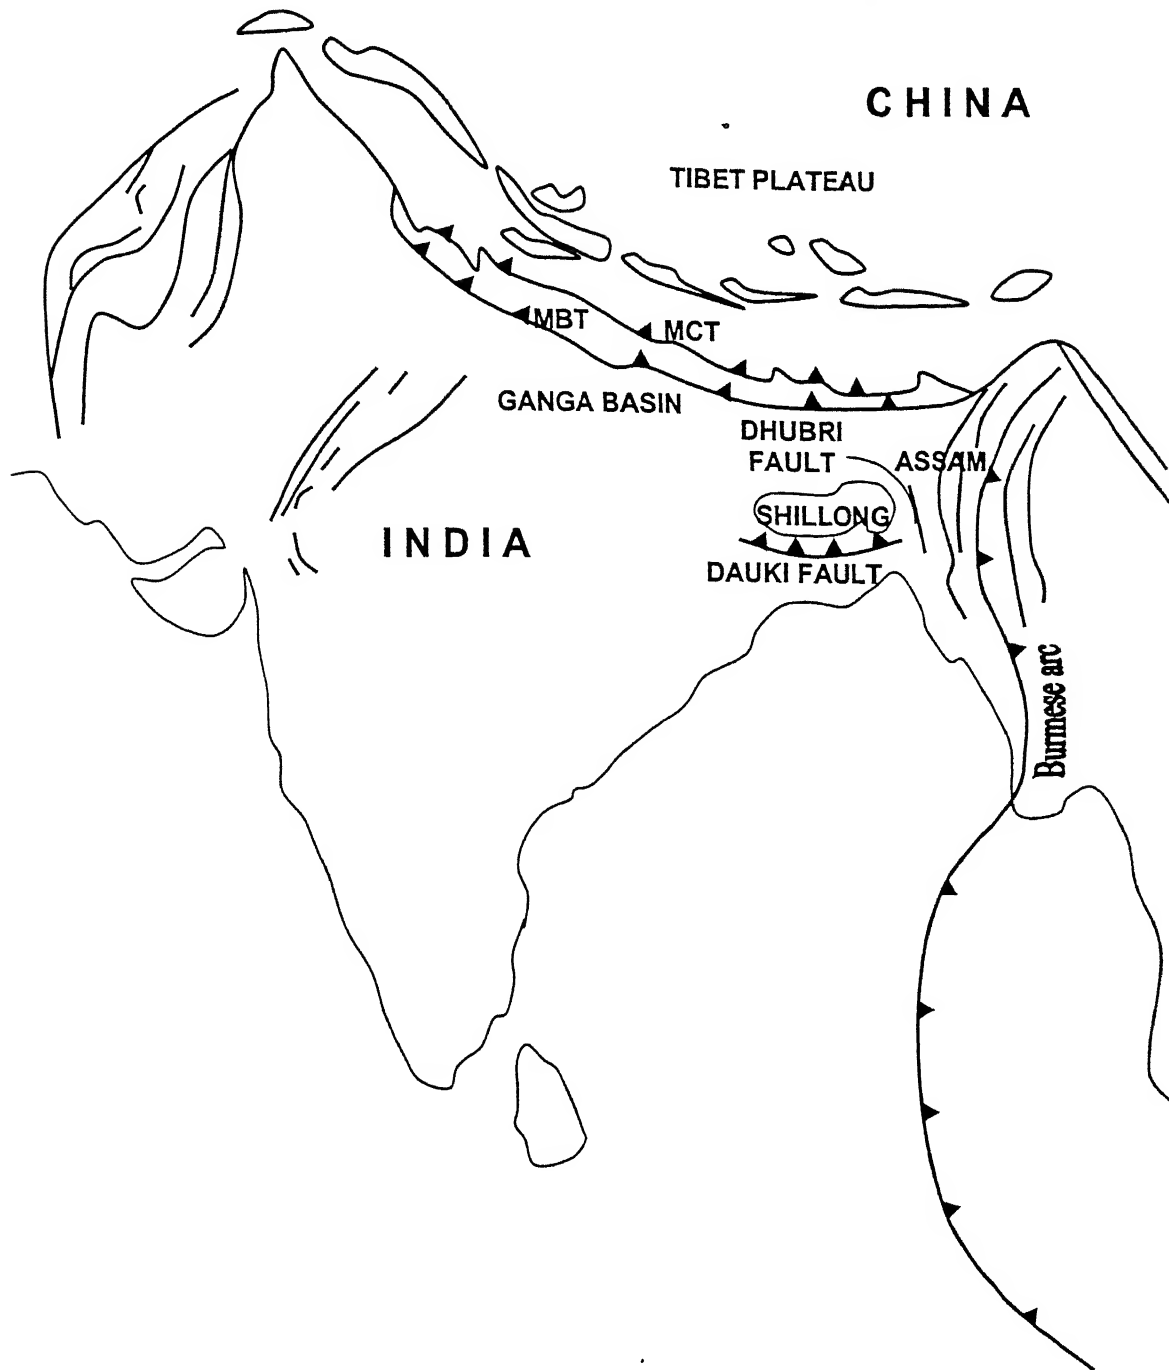 CHINA
TIBET PLATEAU
MBT
MCT
GANGA BASIN
DHUBRI
FAULT
ASSAM
SHILLONG
INDIA
DAUKI FAULT
Burmese arc